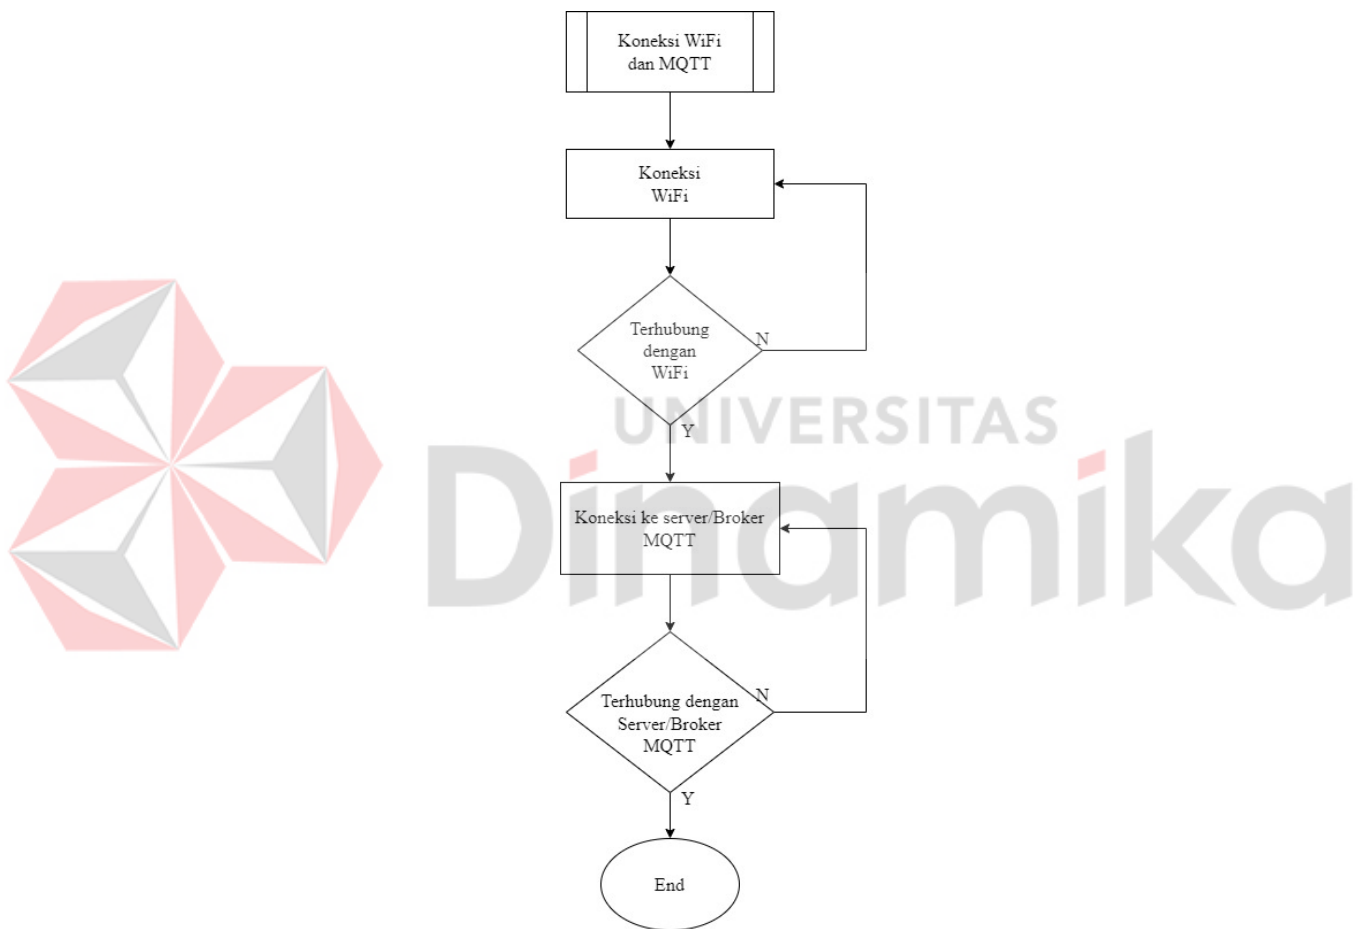 Koneksi WiFi
dan MQTT
Koneksi
WiFi
Terhubung
dengan
WiFi
N
Y
UNIVERSITAS
Dinamika
Koneksi ke server/Broker
MQTT
Terhubung dengan
Server/Broker
MQTT
N
Y
End